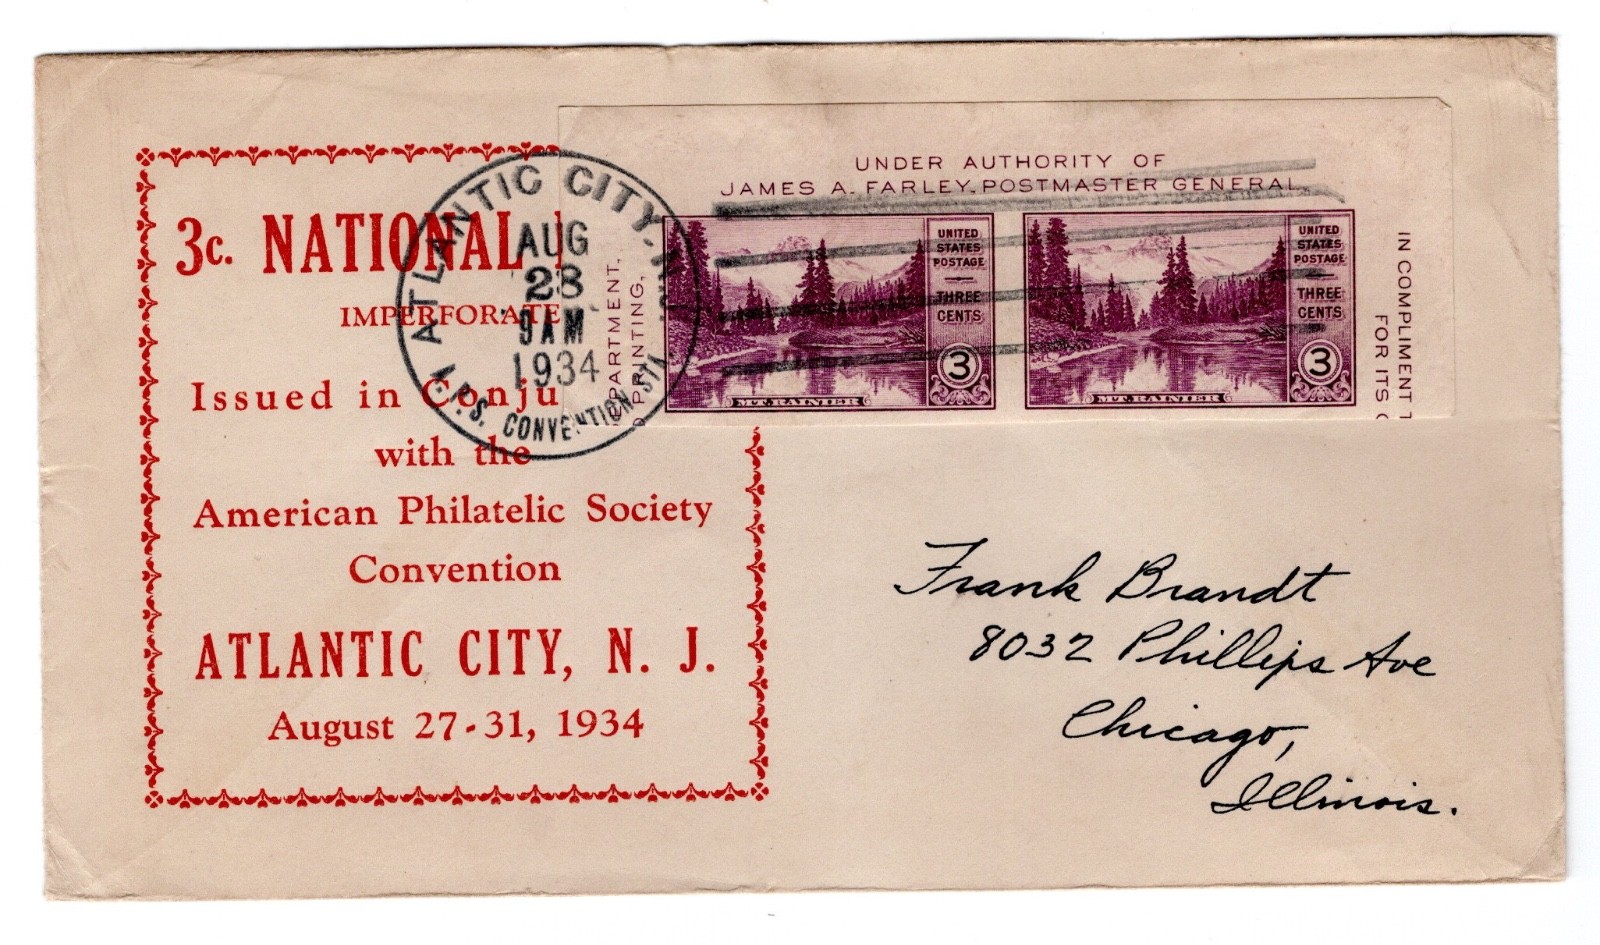 3c. NATIONAL
IMPERFORATE
Issued in Conju
with the
American Philatelic Society
Convention
ATLANTIC CITY, N. J.
August 27-31, 1934
ATLANTIC CITY. N.J.
AUG
28
9AM
1934
A.P.S. CONVENTION STA.
UNDER AUTHORITY OF
JAMES A. FARLEY, POSTMASTER GENERAL
PARTMENT,
D PRINTING,
UNITED
STATES
POSTAGE
THREE
CENTS
3
MT. RAINIER
UNITED
STATES
POSTAGE
THREE
CENTS
3
MT. RAINIER
IN COMPLIMENT T
FOR ITS C
Frank Brandt
8032 Phillips Ave
Chicago,
Illinois.